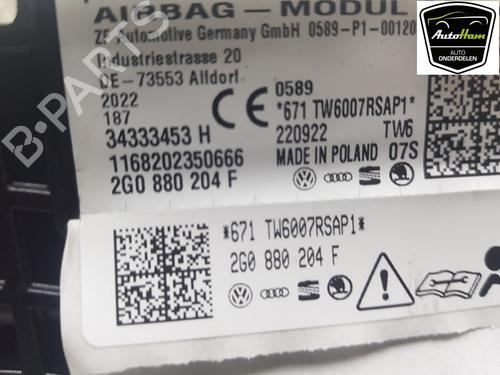 AIRBAG – MODUL
ZF Automotive Germany GmbH 0589-P1-00120
Industriestrasse 20
DE-73553 Alfdorf
2022
187
34333453 H
1168202350666
2G0 880 204 F
CE
0589
*671 TW6007RSAP1*
220922 TW6
MADE IN POLAND 07S
*671 TW6007RSAP1*
2G0 880 204 F
AutoHam
AUTO
ONDERDELEN
B-PARTS